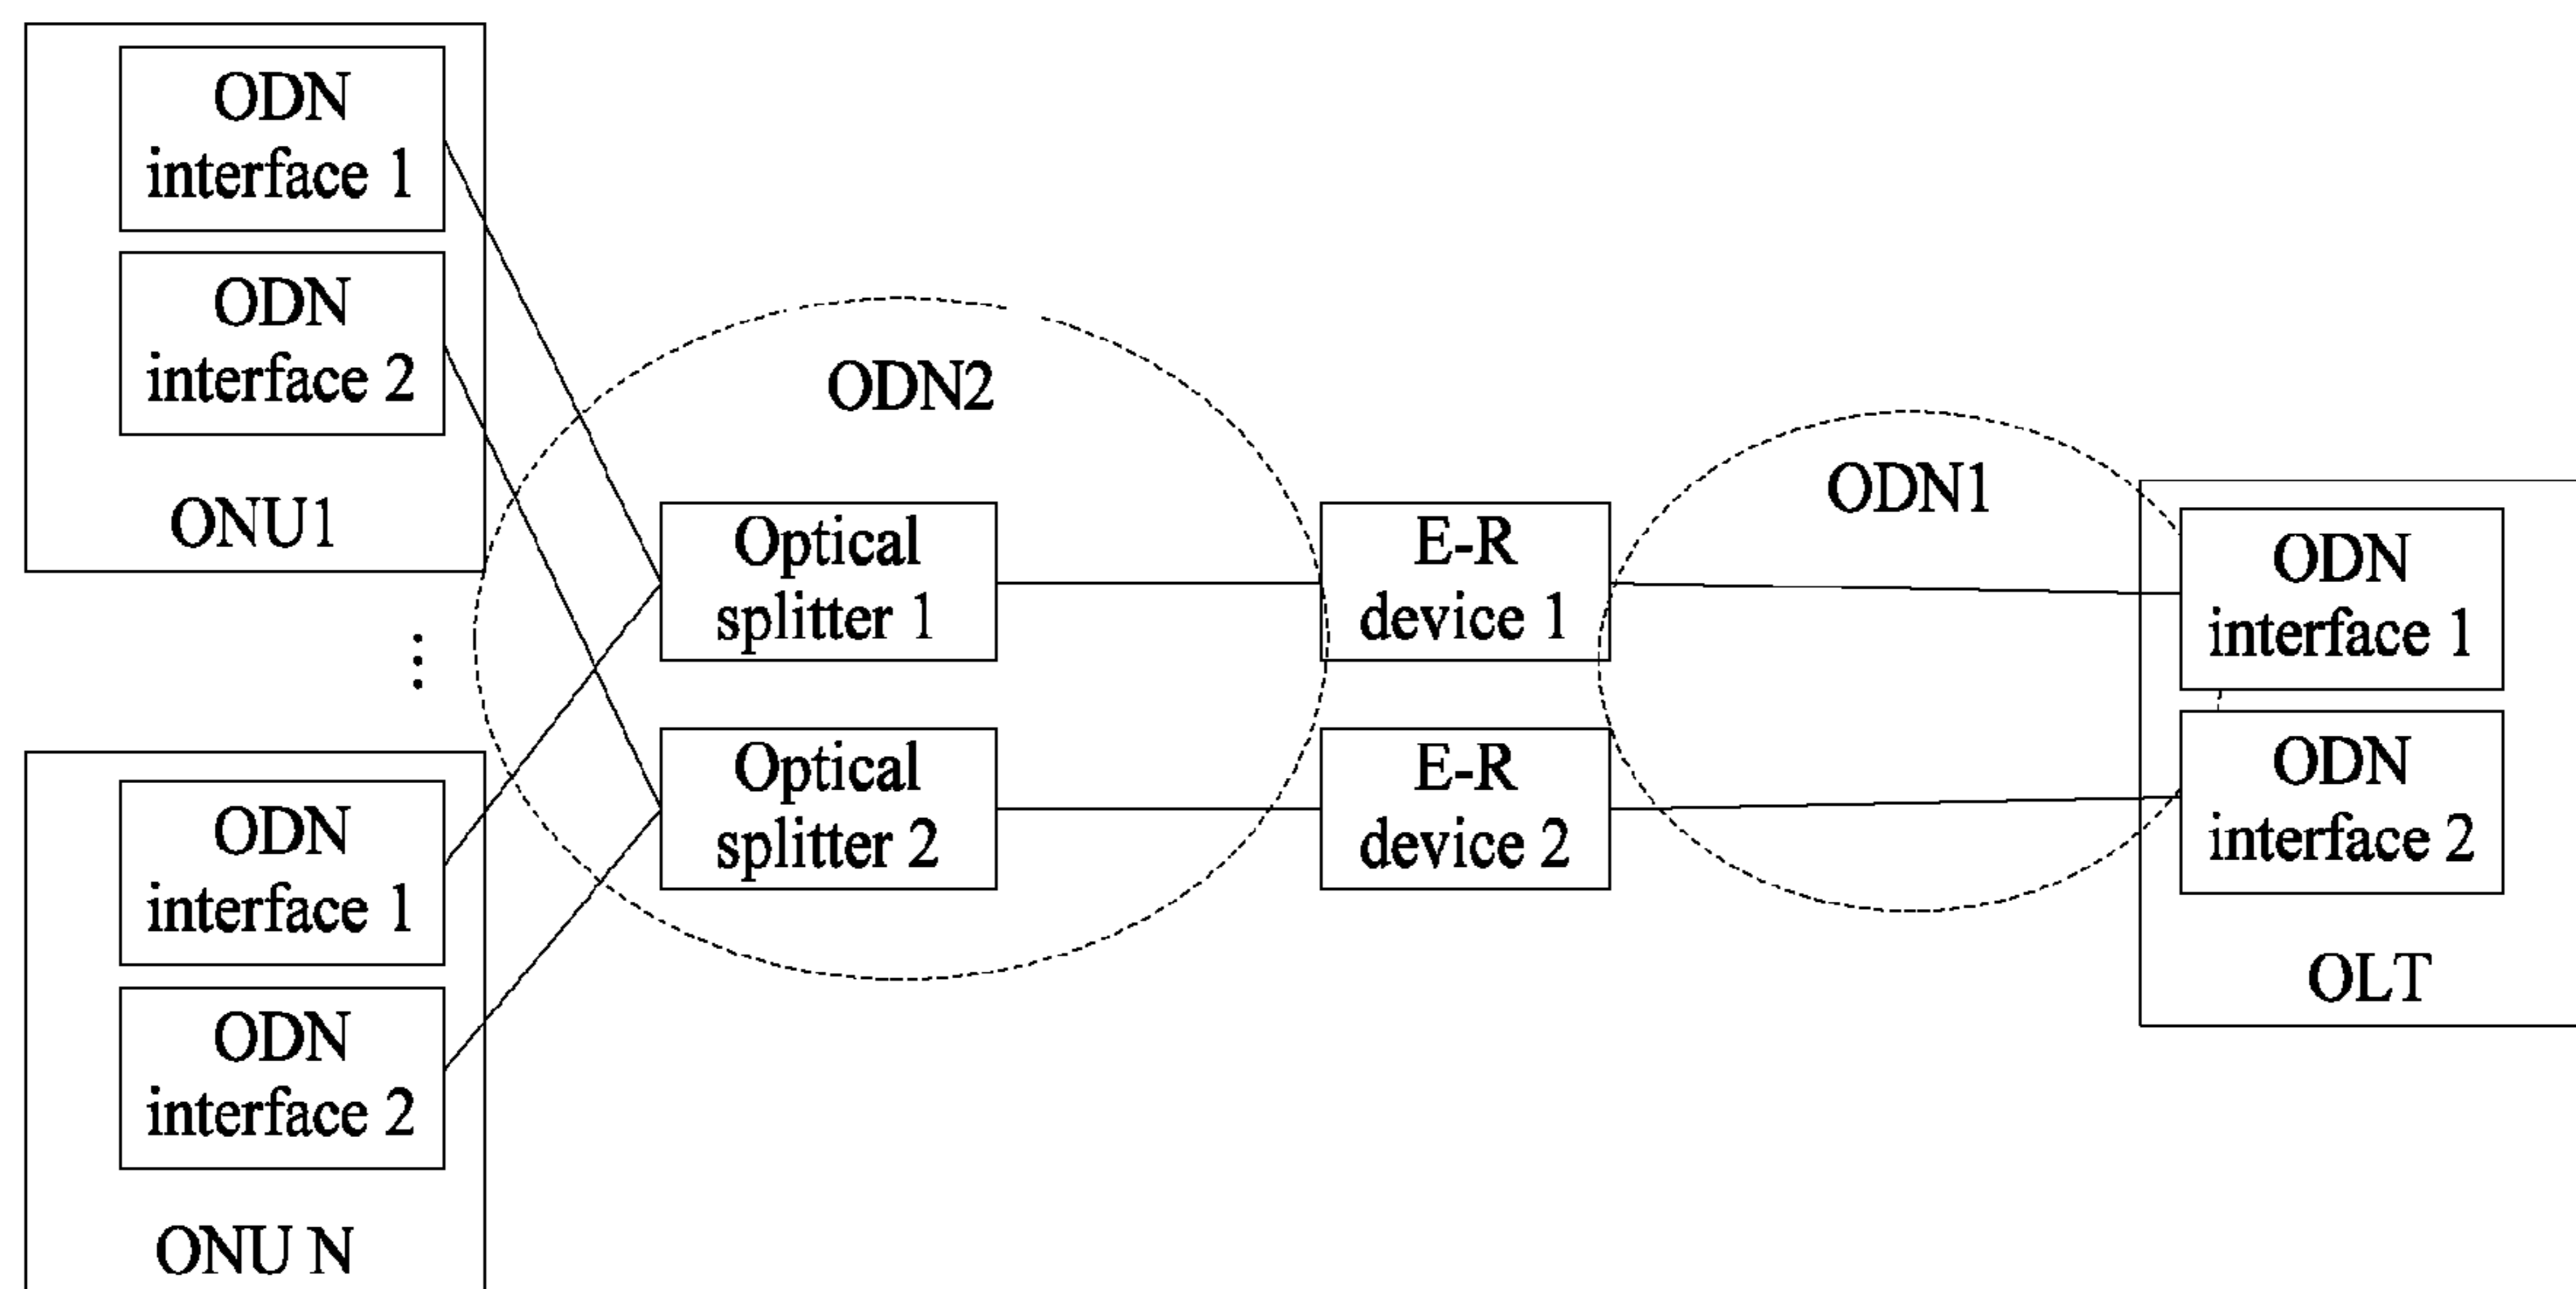 ODN
interface 1
ODN
interface 2
ONU1
ODN
interface 1
ODN
interface 2
ONU N
ODN2
Optical
splitter 1
Optical
splitter 2
E-R
device 1
E-R
device 2
ODN1
ODN
interface 1
ODN
interface 2
OLT